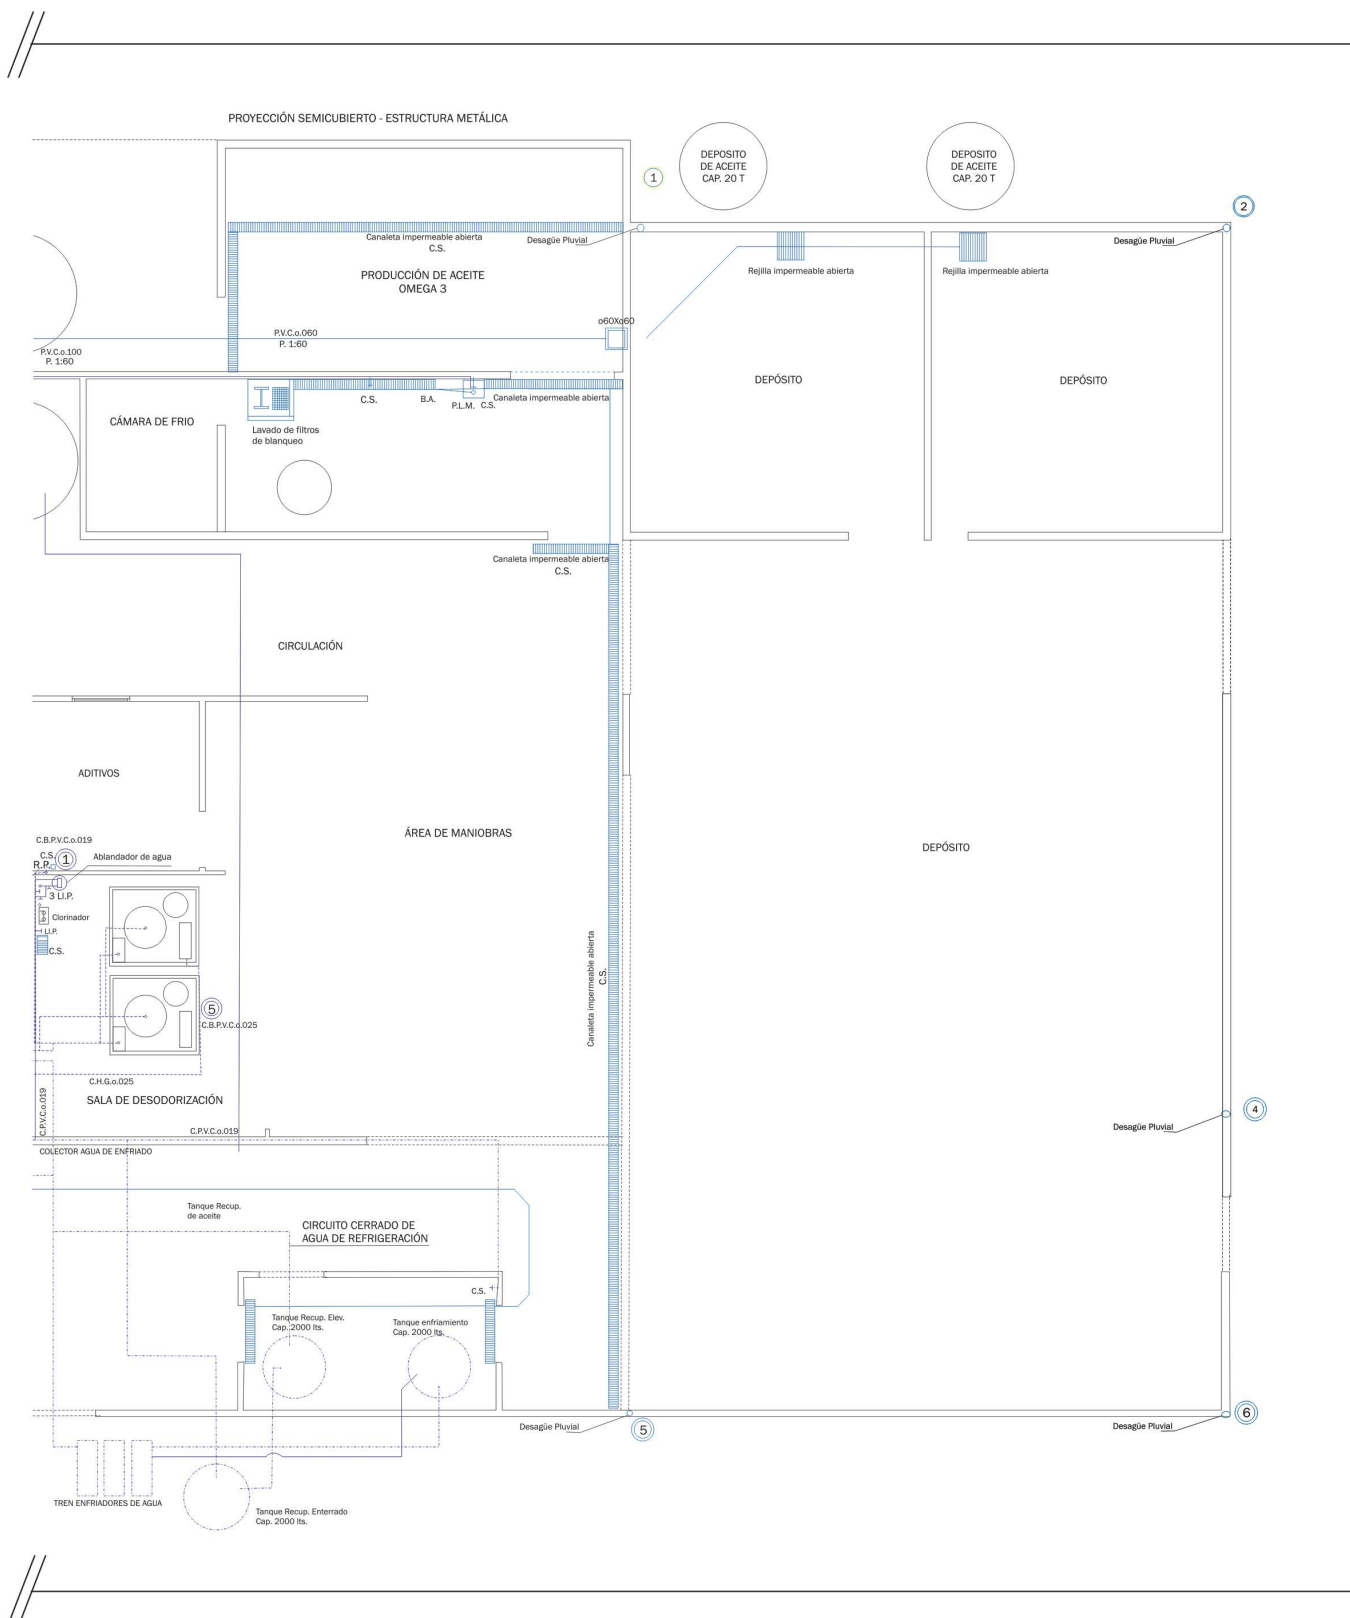 PROYECCIÓN SEMICUBIERTO - ESTRUCTURA METÁLICA
DEPOSITO
DE ACEITE
CAP. 20 T
DEPOSITO
DE ACEITE
CAP. 20 T
1
2
Canaleta impermeable abierta
C.S.
Desagüe Pluvial
Desagüe Pluvial
PRODUCCIÓN DE ACEITE
OMEGA 3
Rejilla impermeable abierta
Rejilla impermeable abierta
o60Xo60
P.V.C.o.060
P. 1:60
P.V.C.o.100
P. 1:60
DEPÓSITO
DEPÓSITO
C.S.
B.A.
P.L.M.
C.S.
Canaleta impermeable abierta
CÁMARA DE FRIO
Lavado de filtros
de blanqueo
Canaleta impermeable abierta
C.S.
CIRCULACIÓN
ADITIVOS
ÁREA DE MANIOBRAS
DEPÓSITO
C.B.P.V.C.o.019
C.S.
1
R.P.
Ablandador de agua
3 Ll.P.
Clorinador
Ll.P.
C.S.
Canaleta impermeable abierta
C.S.
5
C.B.P.V.C.o.025
C.H.G.o.025
SALA DE DESODORIZACIÓN
C.P.V.C.o.019
C.P.V.C.o.019
COLECTOR AGUA DE ENFRIADO
4
Desagüe Pluvial
Tanque Recup.
de aceite
CIRCUITO CERRADO DE
AGUA DE REFRIGERACIÓN
C.S.
Tanque Recup. Elev.
Cap. 2000 lts.
Tanque enfriamiento
Cap. 2000 lts.
Desagüe Pluvial
5
Desagüe Pluvial
6
TREN ENFRIADORES DE AGUA
Tanque Recup. Enterrado
Cap. 2000 lts.